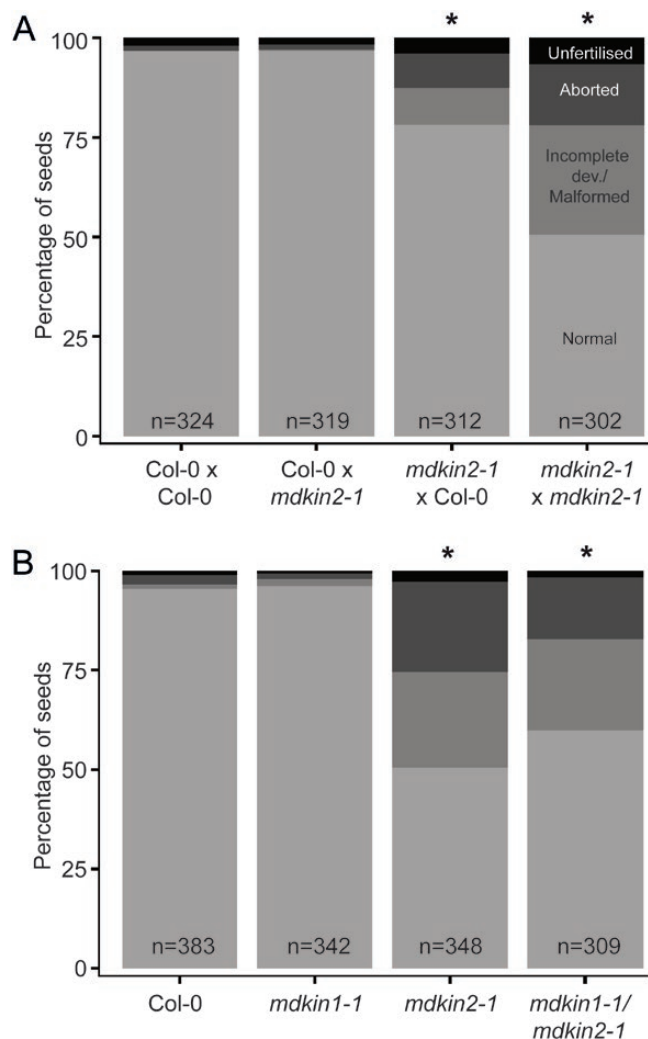 A
* *
100
75
50
25
0
Percentage of seeds
Unfertilised
Aborted
Incomplete
dev./
Malformed
Normal
n=324 n=319 n=312 n=302
Col-0 x Col-0 x mdkin2-1 mdkin2-1
Col-0 mdkin2-1 x Col-0 x mdkin2-1
B
* *
100
75
50
25
0
Percentage of seeds
n=383 n=342 n=348 n=309
Col-0 mdkin1-1 mdkin2-1 mdkin1-1/
mdkin2-1